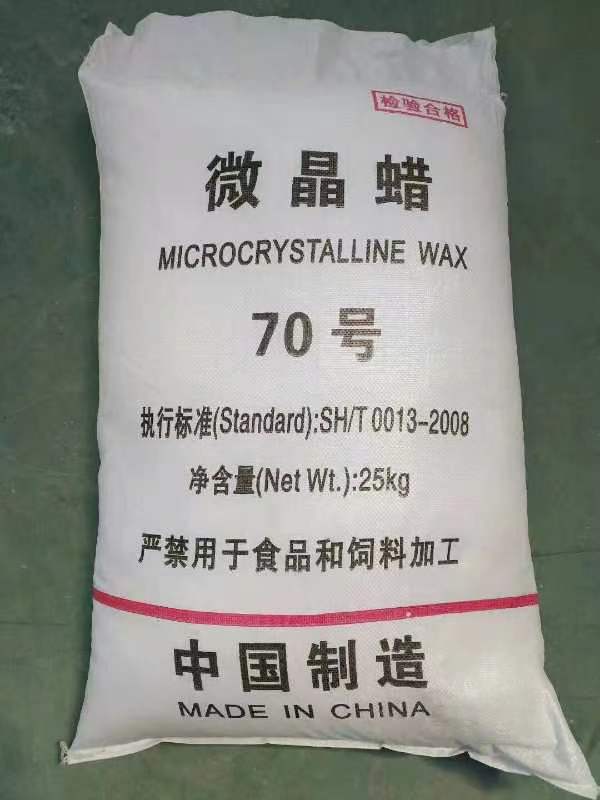 检验合格
微晶蜡
MICROCRYSTALLINE WAX
70号
执行标准(Standard):SH/T 0013-2008
净含量(Net Wt.):25kg
严禁用于食品和饲料加工
中国制造
MADE IN CHINA